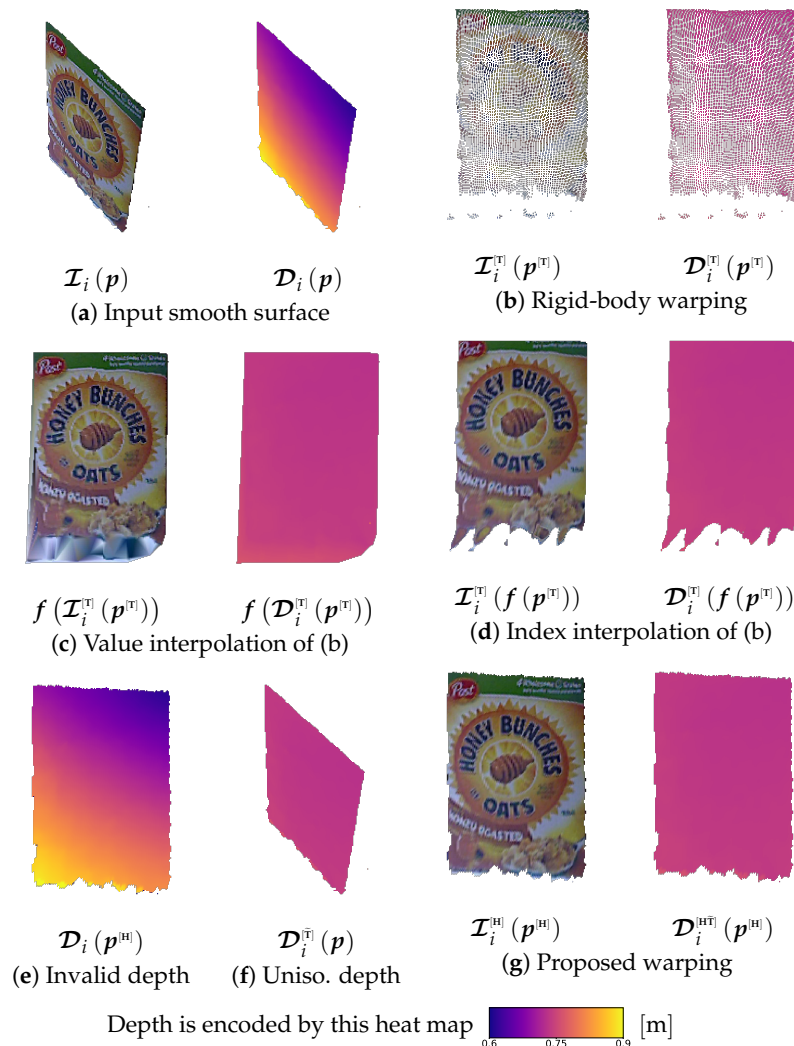 Post
HONEY BUNCHES
OATS
𝓘ᵢ (p)
𝓓ᵢ (p)
(a) Input smooth surface
𝓘ᵢ^[T] (p^[T])
𝓓ᵢ^[T] (p^[T])
(b) Rigid-body warping
Post
HONEY BUNCHES
OATS
HONEY ROASTED
f (𝓘ᵢ^[T] (p^[T]))
f (𝓓ᵢ^[T] (p^[T]))
(c) Value interpolation of (b)
Post
HONEY BUNCHES
OATS
HONEY ROASTED
𝓘ᵢ^[T] (f (p^[T]))
𝓓ᵢ^[T] (f (p^[T]))
(d) Index interpolation of (b)
𝓓ᵢ (p^[H])
(e) Invalid depth
𝓓ᵢ^[T̄] (p)
(f) Uniso. depth
Post
HONEY BUNCHES
OATS
HONEY ROASTED
𝓘ᵢ^[H] (p^[H])
𝓓ᵢ^[HT̄] (p^[H])
(g) Proposed warping
Depth is encoded by this heat map [m]
0.6 0.75 0.9